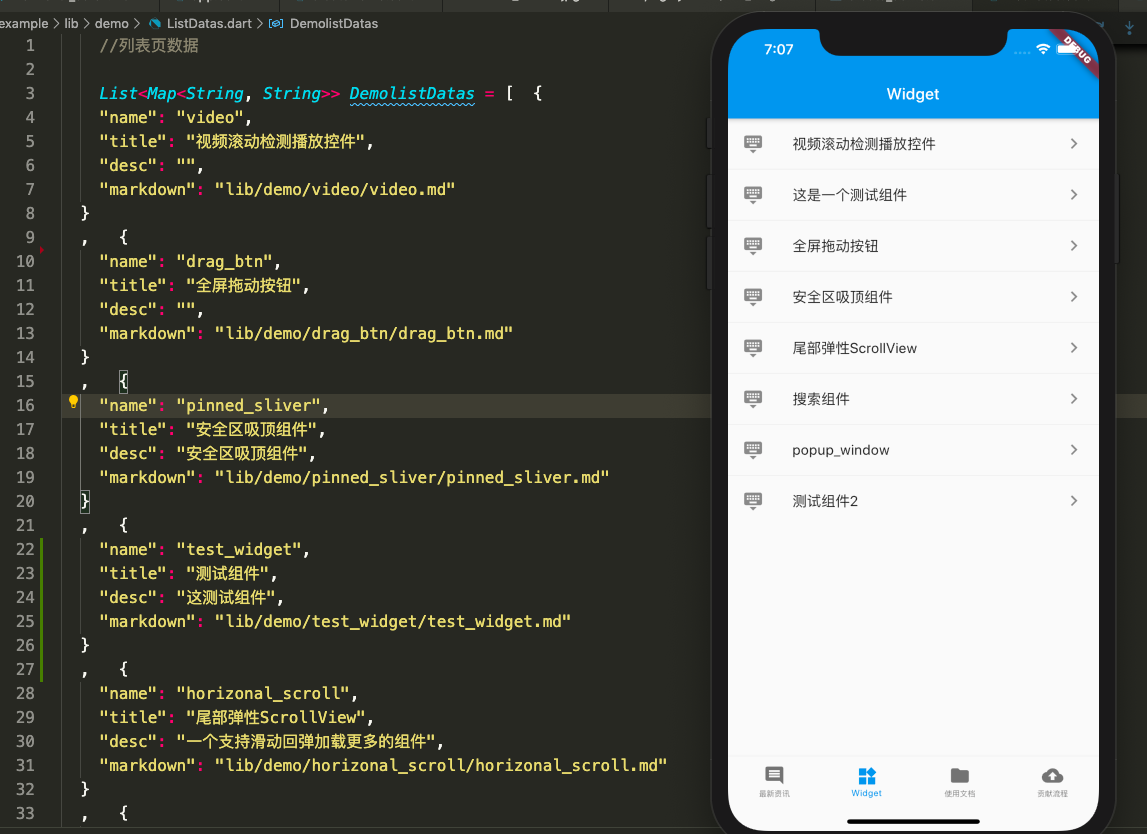 example > lib > demo > ListDatas.dart > DemolistDatas
1 //列表页数据
2
3 List<Map<String, String>> DemolistDatas = [  {
4 "name": "video",
5 "title": "视频滚动检测播放控件",
6 "desc": "",
7 "markdown": "lib/demo/video/video.md"
8 }
9 ,   {
10 "name": "drag_btn",
11 "title": "全屏拖动按钮",
12 "desc": "",
13 "markdown": "lib/demo/drag_btn/drag_btn.md"
14 }
15 ,   {
16 "name": "pinned_sliver",
17 "title": "安全区吸顶组件",
18 "desc": "安全区吸顶组件",
19 "markdown": "lib/demo/pinned_sliver/pinned_sliver.md"
20 }
21 ,   {
22 "name": "test_widget",
23 "title": "测试组件",
24 "desc": "这测试组件",
25 "markdown": "lib/demo/test_widget/test_widget.md"
26 }
27 ,   {
28 "name": "horizonal_scroll",
29 "title": "尾部弹性ScrollView",
30 "desc": "一个支持滑动回弹加载更多的组件",
31 "markdown": "lib/demo/horizonal_scroll/horizonal_scroll.md"
32 }
33 ,   {
7:07
DEBUG
Widget
视频滚动检测播放控件
这是一个测试组件
全屏拖动按钮
安全区吸顶组件
尾部弹性ScrollView
搜索组件
popup_window
测试组件2
最新资讯
Widget
使用文档
贡献流程